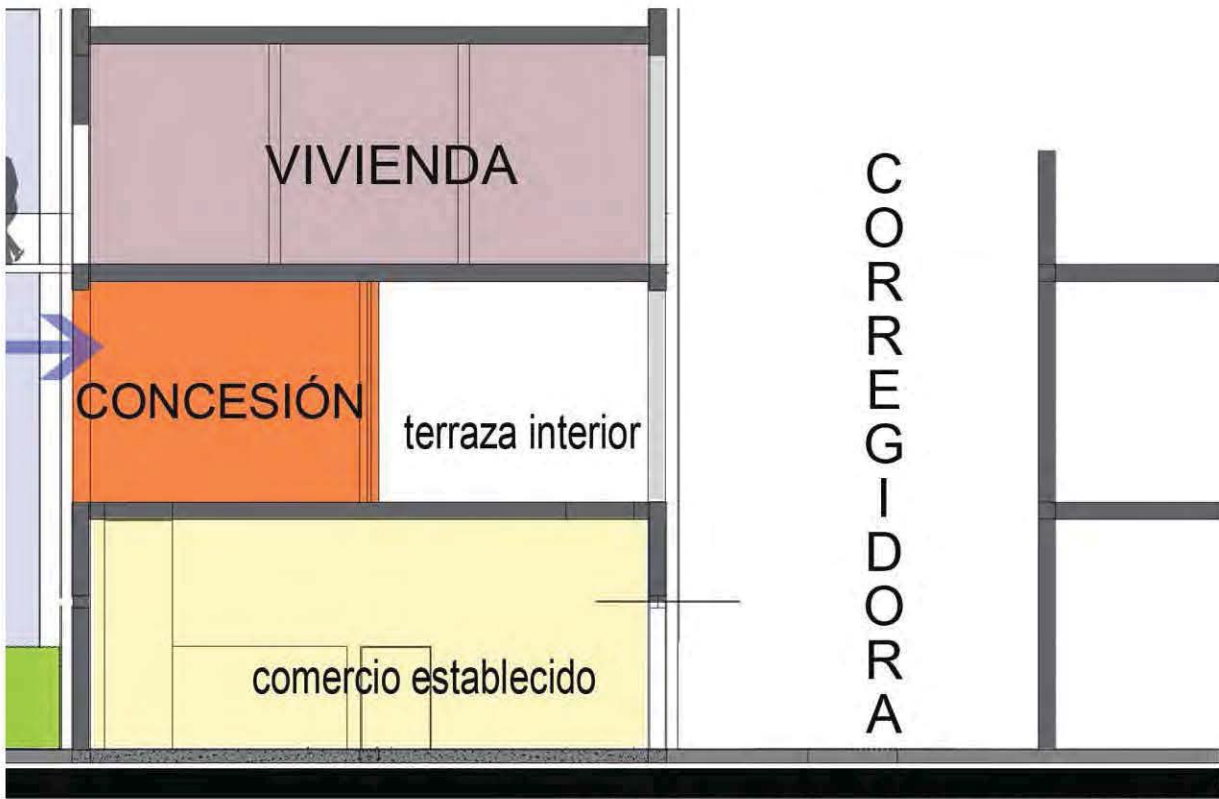 VIVIENDA
CONCESIÓN
terraza interior
comercio establecido
CORREGIDORA